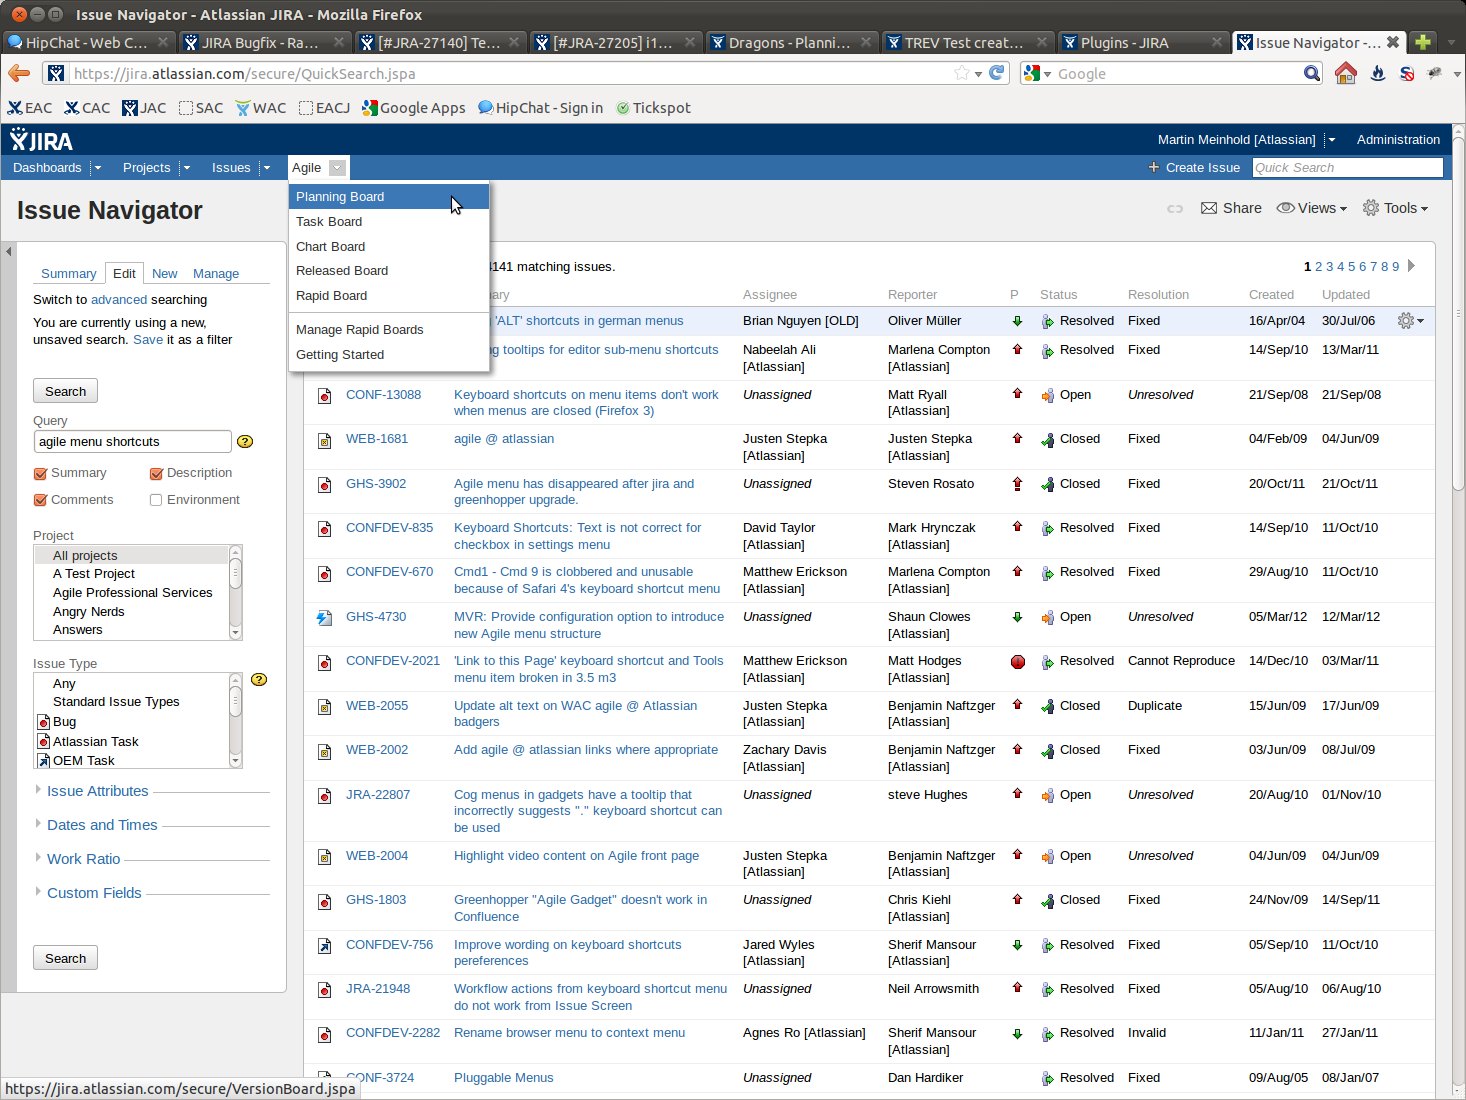 Issue Navigator - Atlassian JIRA - Mozilla Firefox
HipChat - Web C... JIRA Bugfix - Ra... [#JRA-27140] Te... [#JRA-27205] i1... Dragons - Planni... TREV Test creat... Plugins - JIRA Issue Navigator -...
https://jira.atlassian.com/secure/QuickSearch.jspa Google
EAC CAC JAC SAC WAC EACJ Google Apps HipChat - Sign in Tickspot
JIRA Martin Meinhold [Atlassian] Administration
Dashboards Projects Issues Agile Create Issue Quick Search
Planning Board
Task Board
Chart Board
Released Board
Rapid Board
Manage Rapid Boards
Getting Started
Issue Navigator Share Views Tools
Summary Edit New Manage
Switch to advanced searching
You are currently using a new,
unsaved search. Save it as a filter
Search
Query
agile menu shortcuts
Summary Description
Comments Environment
Project
All projects
A Test Project
Agile Professional Services
Angry Nerds
Answers
Issue Type
Any
Standard Issue Types
Bug
Atlassian Task
OEM Task
Issue Attributes
Dates and Times
Work Ratio
Custom Fields
Search
4141 matching issues. 1 2 3 4 5 6 7 8 9
Assignee Reporter P Status Resolution Created Updated
'ALT' shortcuts in german menus Brian Nguyen [OLD] Oliver Müller Resolved Fixed 16/Apr/04 30/Jul/06
tooltips for editor sub-menu shortcuts Nabeelah Ali Marlena Compton Resolved Fixed 14/Sep/10 13/Mar/11
[Atlassian] [Atlassian]
CONF-13088 Keyboard shortcuts on menu items don't work Unassigned Matt Ryall Open Unresolved 21/Sep/08 21/Sep/08
when menus are closed (Firefox 3) [Atlassian]
WEB-1681 agile @ atlassian Justen Stepka Justen Stepka Closed Fixed 04/Feb/09 04/Jun/09
[Atlassian] [Atlassian]
GHS-3902 Agile menu has disappeared after jira and Unassigned Steven Rosato Closed Fixed 20/Oct/11 21/Oct/11
greenhopper upgrade.
CONFDEV-835 Keyboard Shortcuts: Text is not correct for David Taylor Mark Hrynczak Resolved Fixed 14/Sep/10 11/Oct/10
checkbox in settings menu [Atlassian] [Atlassian]
CONFDEV-670 Cmd1 - Cmd 9 is clobbered and unusable Matthew Erickson Marlena Compton Resolved Fixed 29/Aug/10 11/Oct/10
because of Safari 4's keyboard shortcut menu [Atlassian] [Atlassian]
GHS-4730 MVR: Provide configuration option to introduce Unassigned Shaun Clowes Open Unresolved 05/Mar/12 12/Mar/12
new Agile menu structure [Atlassian]
CONFDEV-2021 'Link to this Page' keyboard shortcut and Tools Matthew Erickson Matt Hodges Resolved Cannot Reproduce 14/Dec/10 03/Mar/11
menu item broken in 3.5 m3 [Atlassian] [Atlassian]
WEB-2055 Update alt text on WAC agile @ Atlassian Justen Stepka Benjamin Naftzger Closed Duplicate 15/Jun/09 17/Jun/09
badgers [Atlassian] [Atlassian]
WEB-2002 Add agile @ atlassian links where appropriate Zachary Davis Benjamin Naftzger Closed Fixed 03/Jun/09 08/Jul/09
[Atlassian] [Atlassian]
JRA-22807 Cog menus in gadgets have a tooltip that Unassigned steve Hughes Open Unresolved 20/Aug/10 01/Nov/10
incorrectly suggests "." keyboard shortcut can
be used
WEB-2004 Highlight video content on Agile front page Justen Stepka Benjamin Naftzger Open Unresolved 04/Jun/09 04/Jun/09
[Atlassian] [Atlassian]
GHS-1803 Greenhopper "Agile Gadget" doesn't work in Unassigned Chris Kiehl Closed Fixed 24/Nov/09 14/Sep/11
Confluence [Atlassian]
CONFDEV-756 Improve wording on keyboard shortcuts Jared Wyles Sherif Mansour Resolved Fixed 05/Sep/10 11/Oct/10
pereferences [Atlassian] [Atlassian]
JRA-21948 Workflow actions from keyboard shortcut menu Unassigned Neil Arrowsmith Resolved Fixed 05/Aug/10 06/Aug/10
do not work from Issue Screen
CONFDEV-2282 Rename browser menu to context menu Agnes Ro [Atlassian] Sherif Mansour Resolved Invalid 11/Jan/11 27/Jan/11
[Atlassian]
CONF-3724 Pluggable Menus Unassigned Dan Hardiker Resolved Fixed 09/Aug/05 08/Jan/07
https://jira.atlassian.com/secure/VersionBoard.jspa